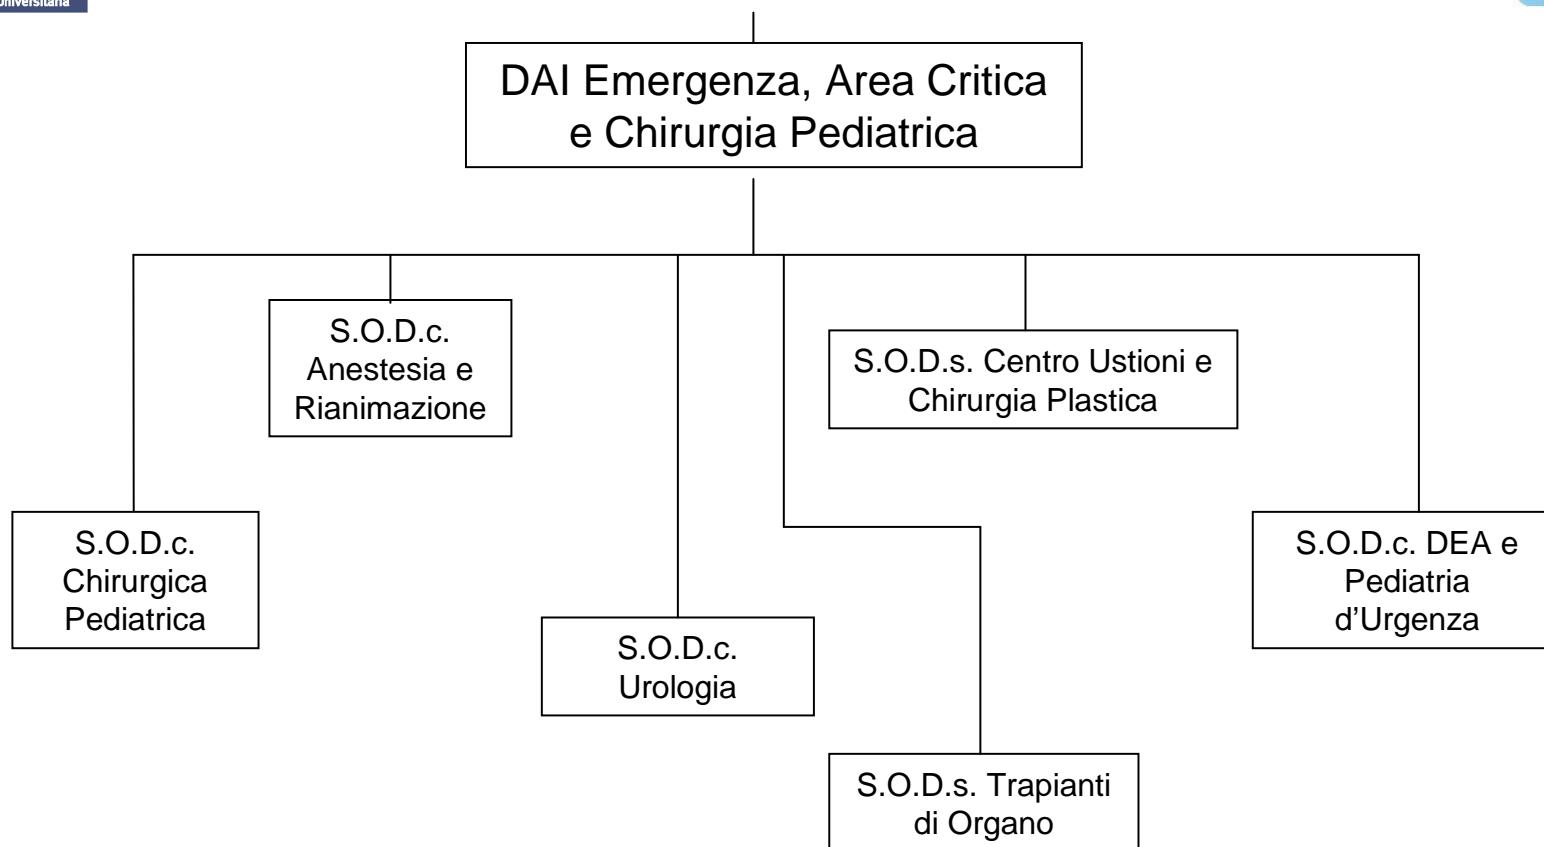 Universitaria
DAI Emergenza, Area Critica
e Chirurgia Pediatrica
S.O.D.c.
Anestesia e
Rianimazione
S.O.D.s. Centro Ustioni e
Chirurgia Plastica
S.O.D.c.
Chirurgica
Pediatrica
S.O.D.c. DEA e
Pediatria
d’Urgenza
S.O.D.c.
Urologia
S.O.D.s. Trapianti
di Organo